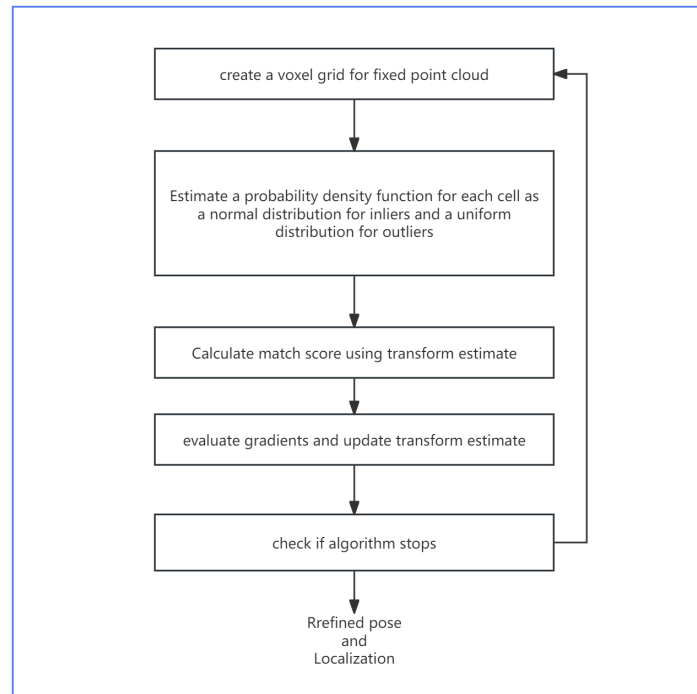 create a voxel grid for fixed point cloud
Estimate a probability density function for each cell as
a normal distribution for inliers and a uniform
distribution for outliers
Calculate match score using transform estimate
evaluate gradients and update transform estimate
check if algorithm stops
Rrefined pose
and
Localization